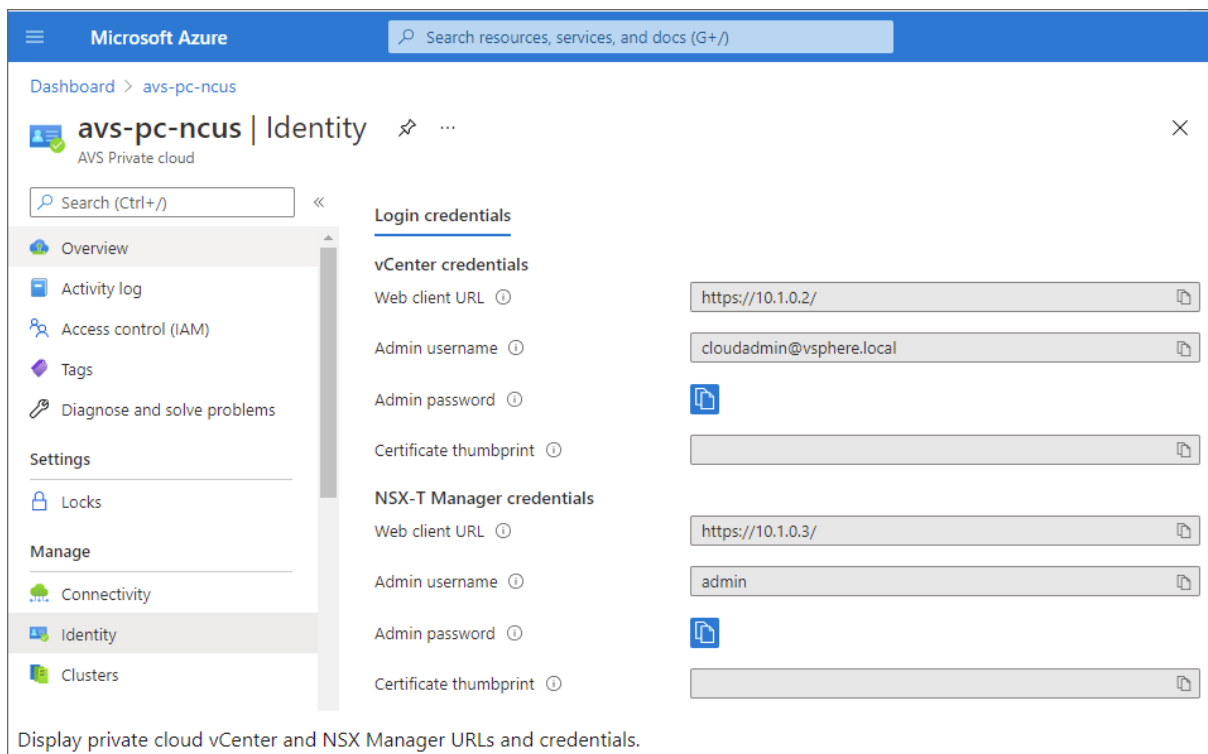 Microsoft Azure
Search resources, services, and docs (G+/)
Dashboard > avs-pc-ncus
avs-pc-ncus | Identity ...
AVS Private cloud
Search (Ctrl+/)
«
Overview
Activity log
Access control (IAM)
Tags
Diagnose and solve problems
Settings
Locks
Manage
Connectivity
Identity
Clusters
Login credentials
vCenter credentials
Web client URL https://10.1.0.2/
Admin username cloudadmin@vsphere.local
Admin password
Certificate thumbprint
NSX-T Manager credentials
Web client URL https://10.1.0.3/
Admin username admin
Admin password
Certificate thumbprint
Display private cloud vCenter and NSX Manager URLs and credentials.